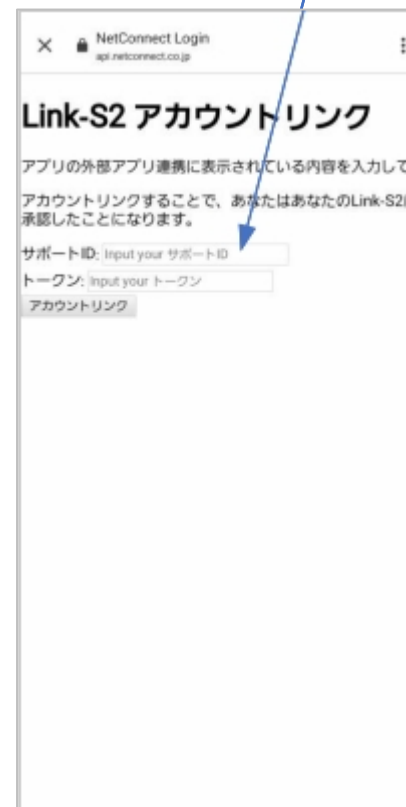 NetConnect Login
api.netconnect.co.jp
Link-S2 アカウントリンク
アプリの外部アプリ連携に表示されている内容を入力して
アカウントリンクすることで、あなたはあなたのLink-S2
承認したことになります。
サポートID: Input your サポートID
トークン: Input your トークン
アカウントリンク